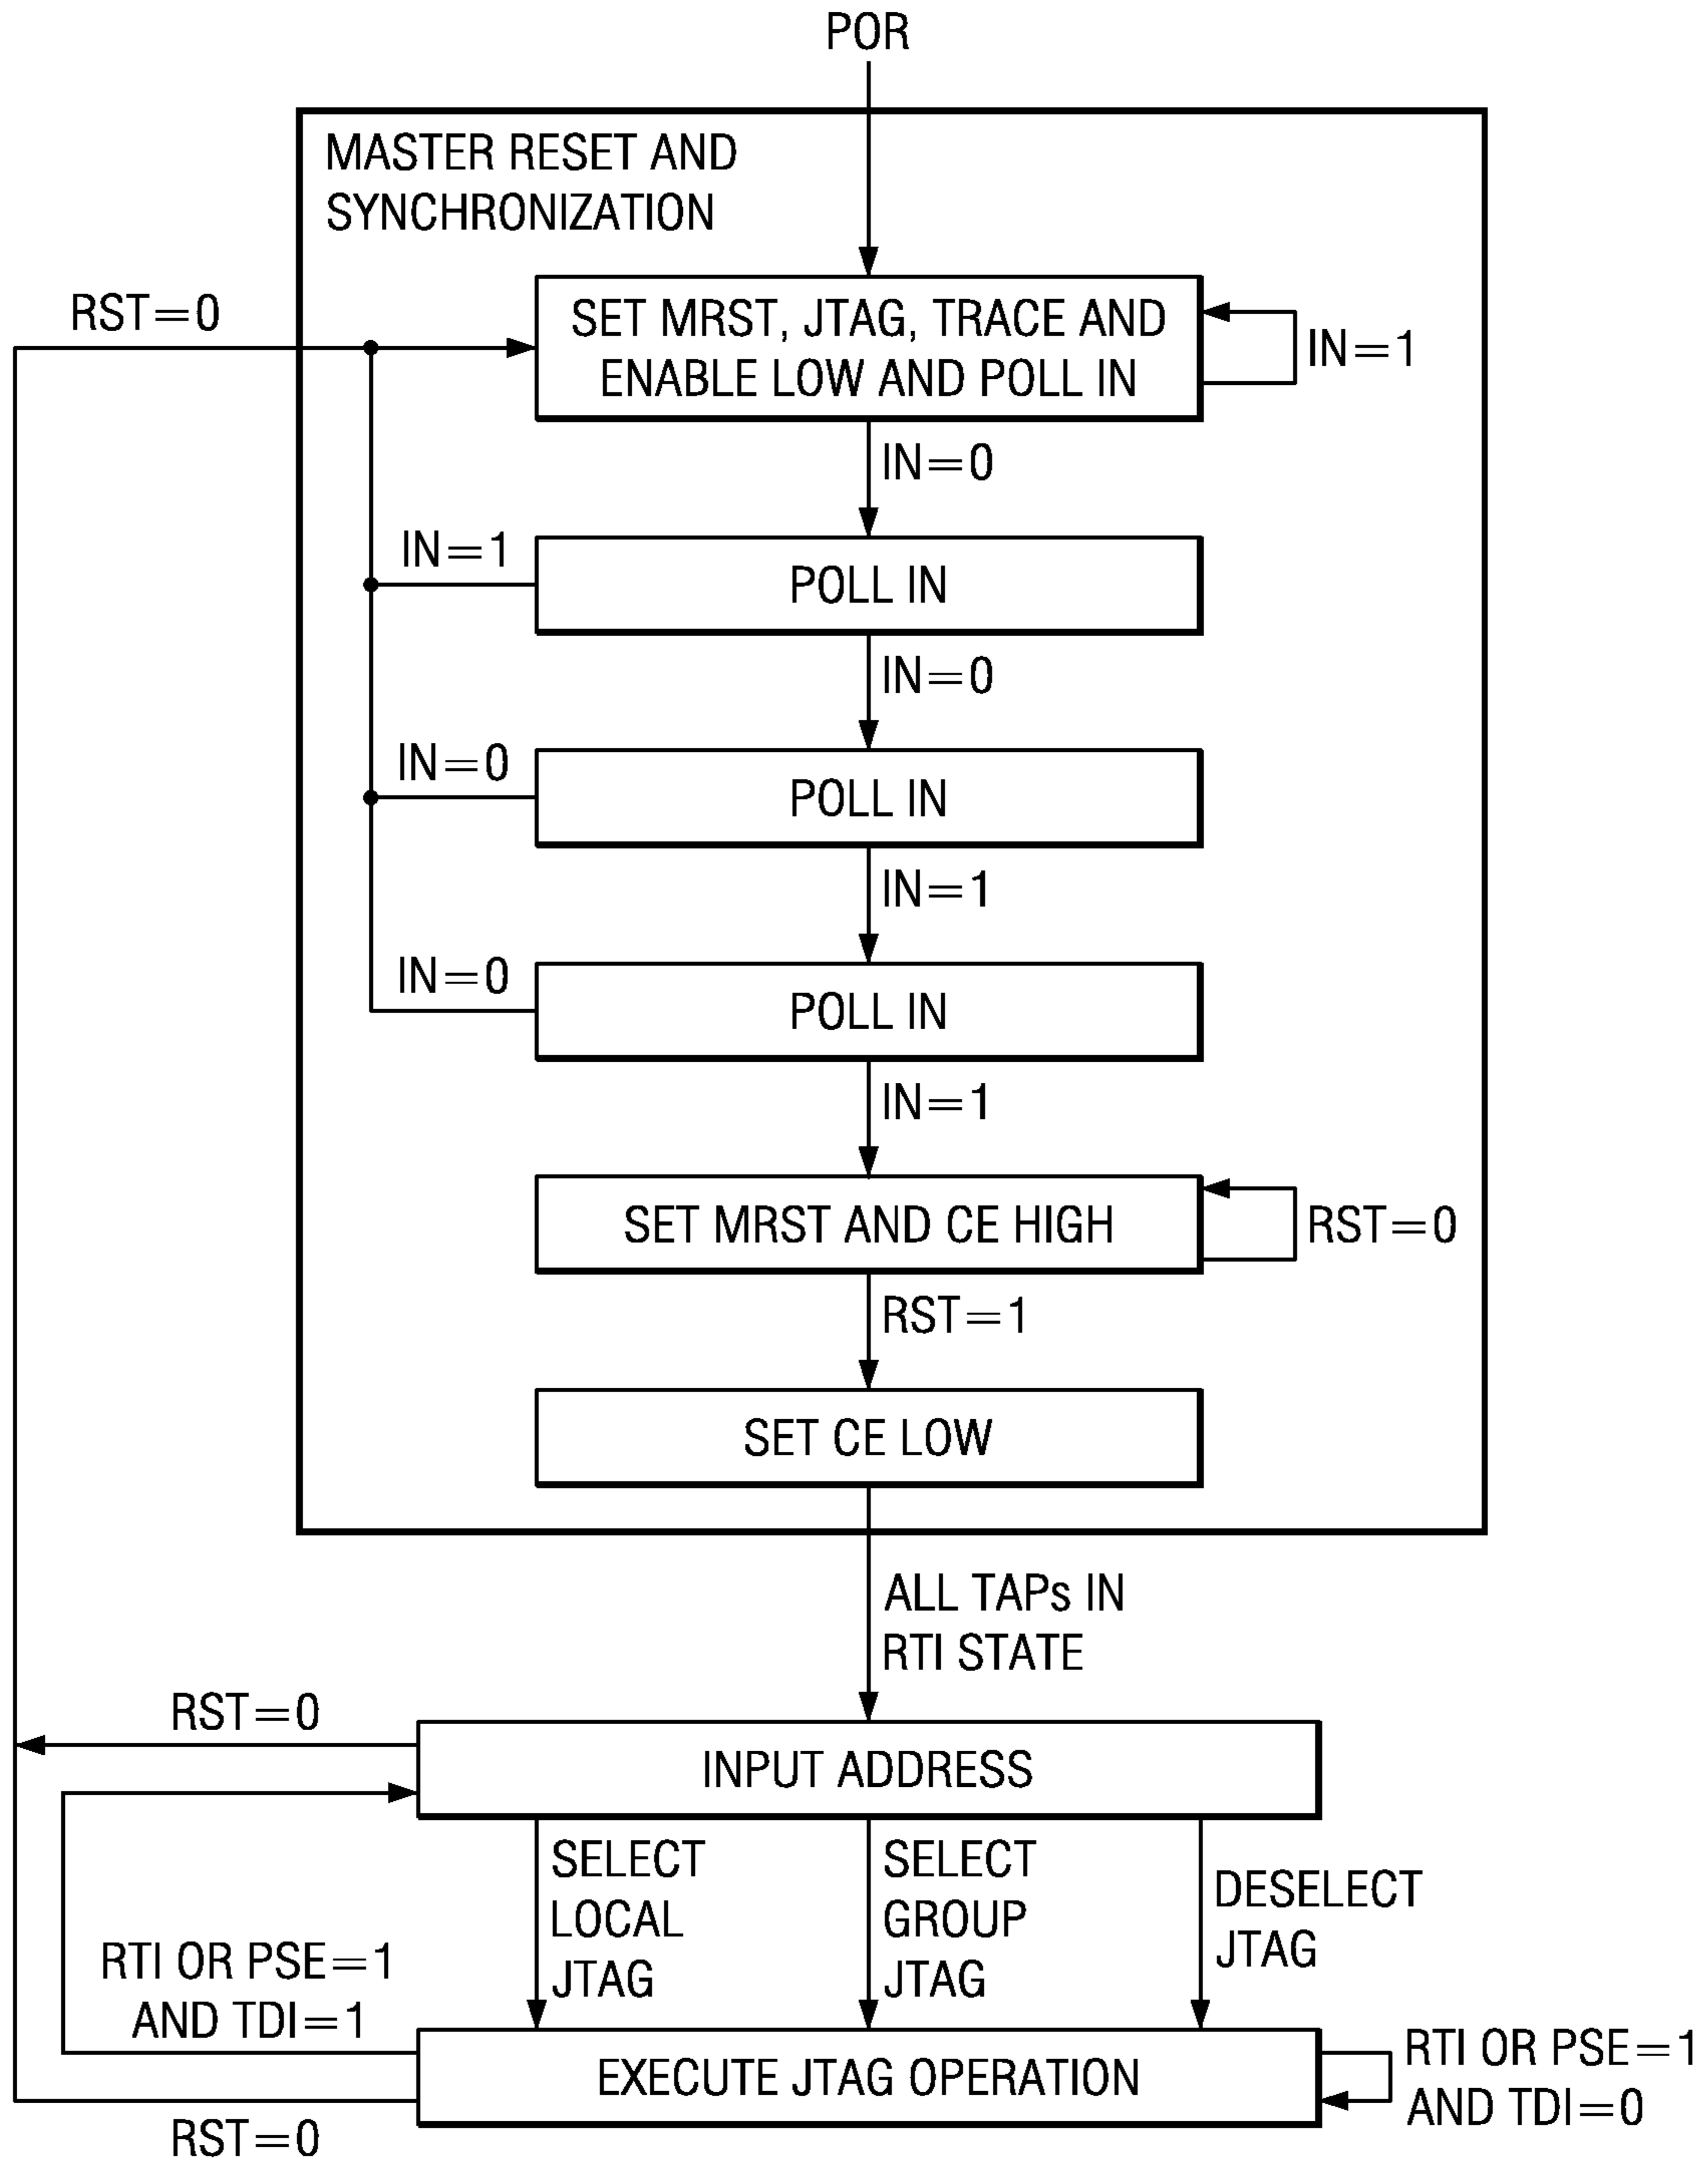 POR
MASTER RESET AND
SYNCHRONIZATION
RST=0
SET MRST, JTAG, TRACE AND
ENABLE LOW AND POLL IN
IN=1
IN=0
IN=1
POLL IN
IN=0
IN=0
POLL IN
IN=1
IN=0
POLL IN
IN=1
SET MRST AND CE HIGH
RST=0
RST=1
SET CE LOW
ALL TAPs IN
RTI STATE
RST=0
INPUT ADDRESS
SELECT
LOCAL
JTAG
SELECT
GROUP
JTAG
DESELECT
JTAG
RTI OR PSE=1
AND TDI=1
EXECUTE JTAG OPERATION
RTI OR PSE=1
AND TDI=0
RST=0